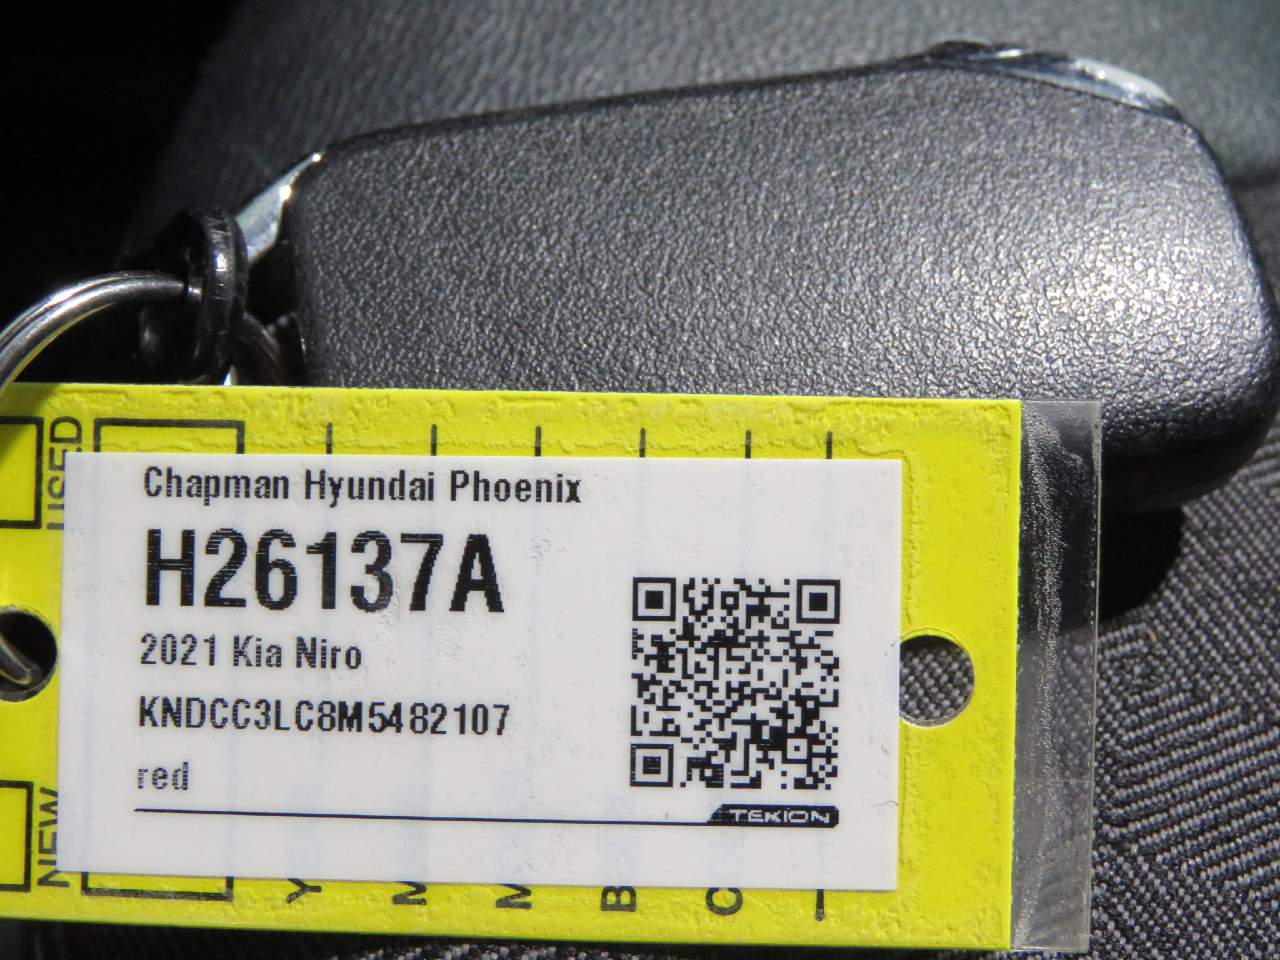 USED
Chapman Hyundai Phoenix
H26137A
2021 Kia Niro
KNDCC3LC8M5482107
red
TEKION
NEW
Y
M
M
B
C